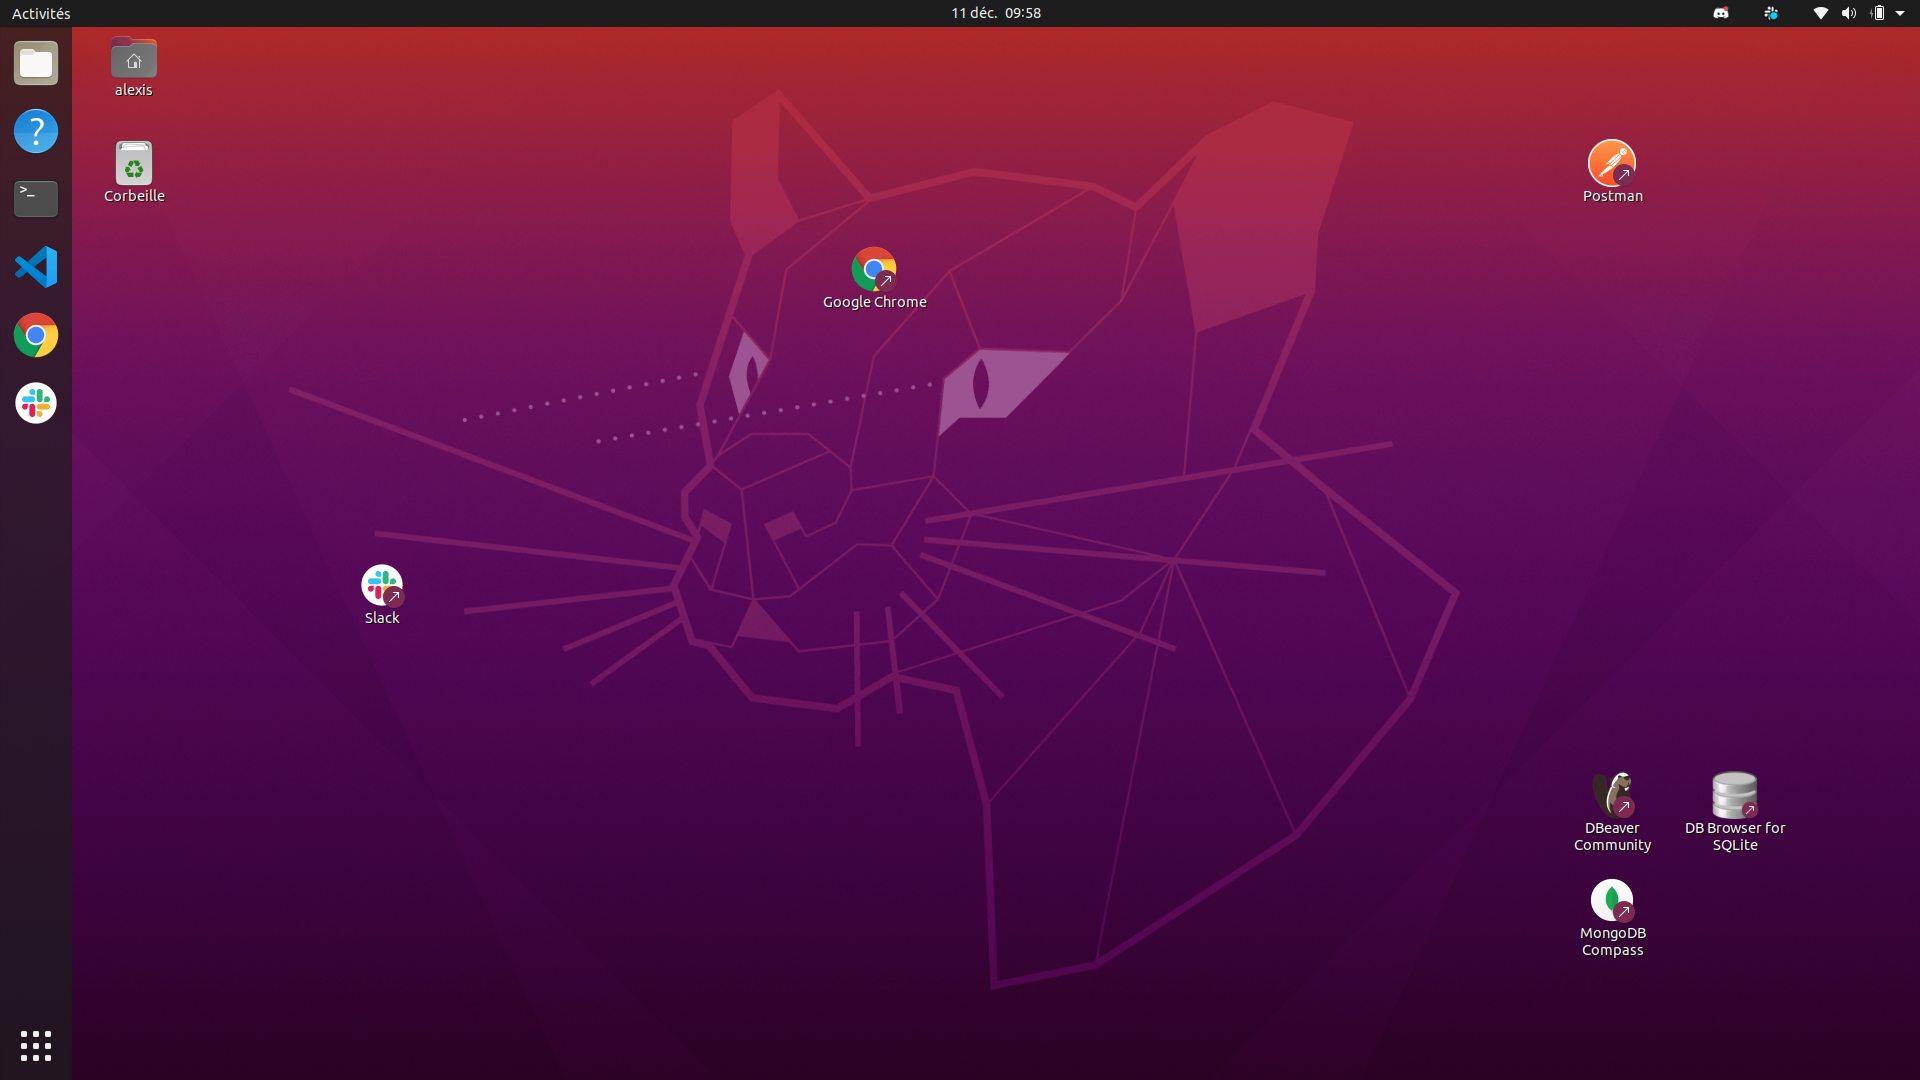 Activités
11 déc. 09:58
alexis
Corbeille
Postman
Google Chrome
Slack
DBeaver
Community
DB Browser for
SQLite
MongoDB
Compass